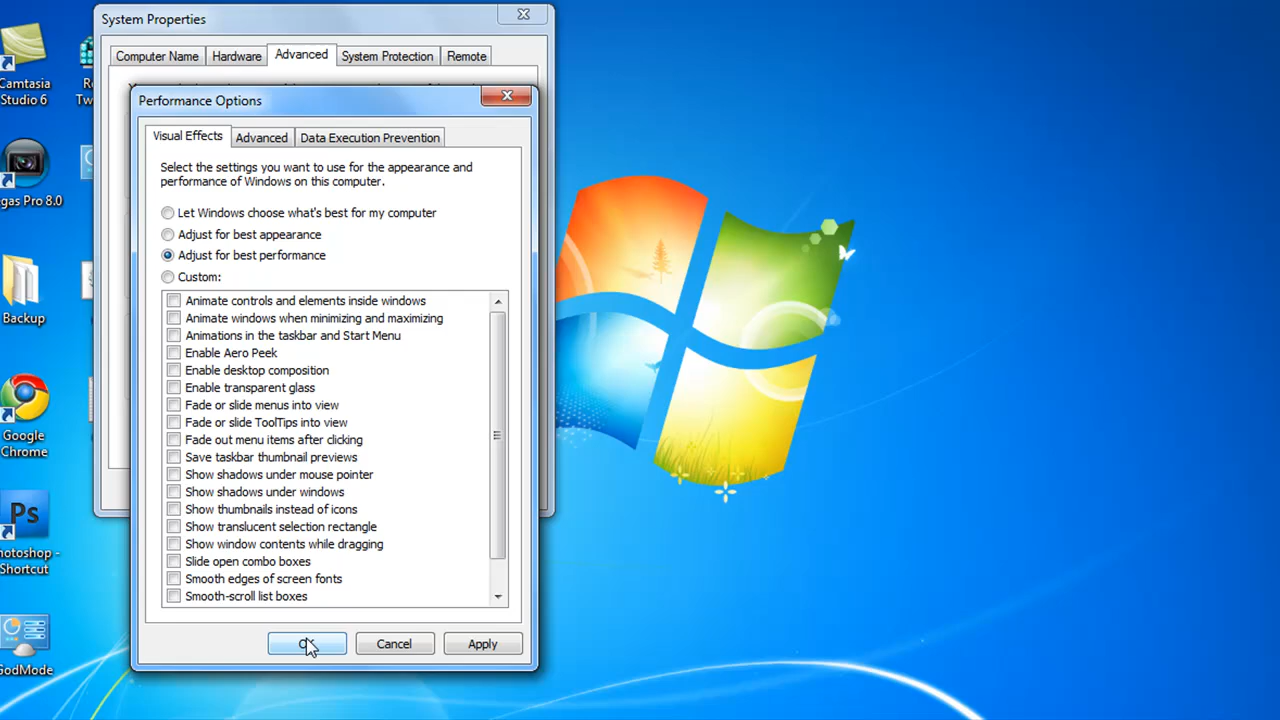 System Properties
Computer Name
Hardware
Advanced
System Protection
Remote
Performance Options
Visual Effects
Advanced
Data Execution Prevention
Select the settings you want to use for the appearance and
performance of Windows on this computer.
Let Windows choose what's best for my computer
Adjust for best appearance
Adjust for best performance
Custom:
Animate controls and elements inside windows
Animate windows when minimizing and maximizing
Animations in the taskbar and Start Menu
Enable Aero Peek
Enable desktop composition
Enable transparent glass
Fade or slide menus into view
Fade or slide ToolTips into view
Fade out menu items after clicking
Save taskbar thumbnail previews
Show shadows under mouse pointer
Show shadows under windows
Show thumbnails instead of icons
Show translucent selection rectangle
Show window contents while dragging
Slide open combo boxes
Smooth edges of screen fonts
Smooth-scroll list boxes
Cancel
Apply
Camtasia
Studio 6
egas Pro 8.0
Backup
Google
Chrome
Ps
hotoshop -
Shortcut
GodMode